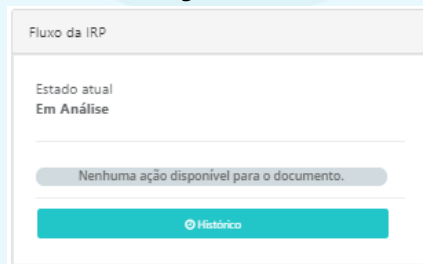 Fluxo da IRP
Estado atual
Em Análise
Nenhuma ação disponível para o documento.
Histórico